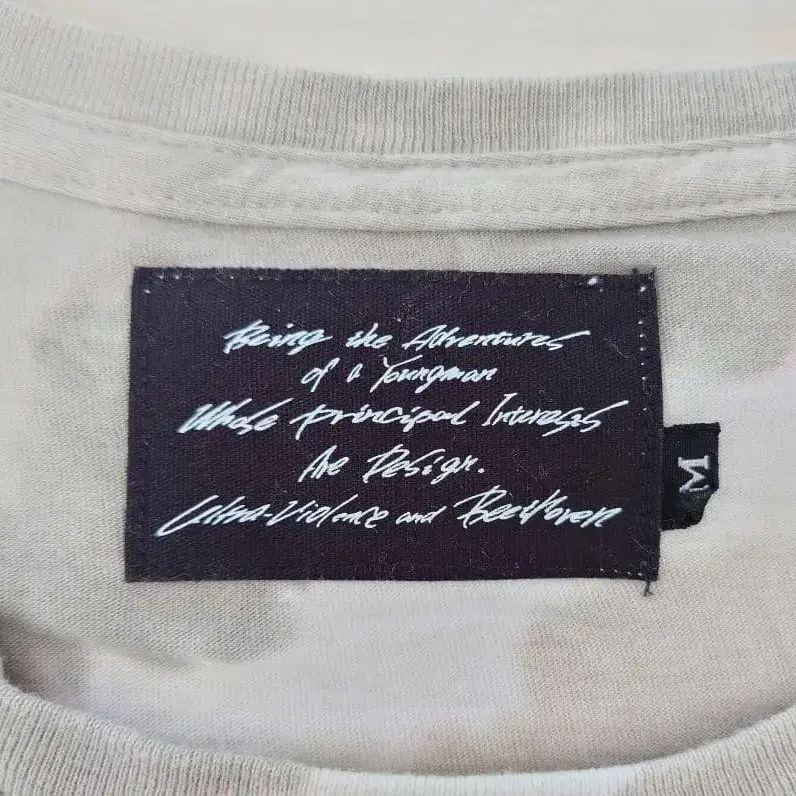 Being the Adventures
of a Youngman
Whose principal Interests
Are Design.
Ultra-Violence and Beethoven
M